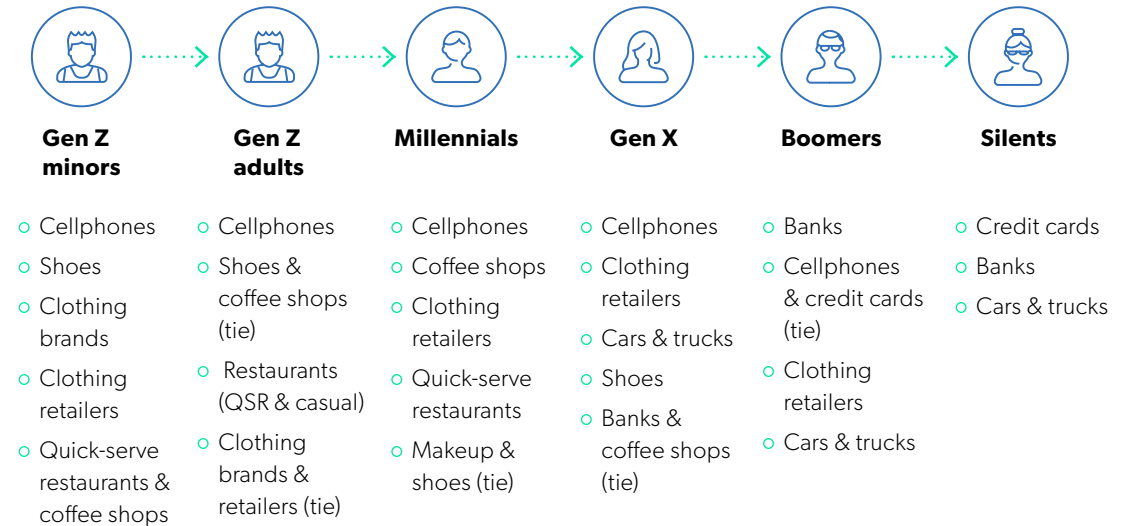 Gen Z
minors
Gen Z
adults
Millennials
Gen X
Boomers
Silents
Cellphones
Shoes
Clothing
brands
Clothing
retailers
Quick-serve
restaurants &
coffee shops
Cellphones
Shoes &
coffee shops
(tie)
Restaurants
(QSR & casual)
Clothing
brands &
retailers (tie)
Cellphones
Coffee shops
Clothing
retailers
Quick-serve
restaurants
Makeup &
shoes (tie)
Cellphones
Clothing
retailers
Cars & trucks
Shoes
Banks &
coffee shops
(tie)
Banks
Cellphones
& credit cards
(tie)
Clothing
retailers
Cars & trucks
Credit cards
Banks
Cars & trucks